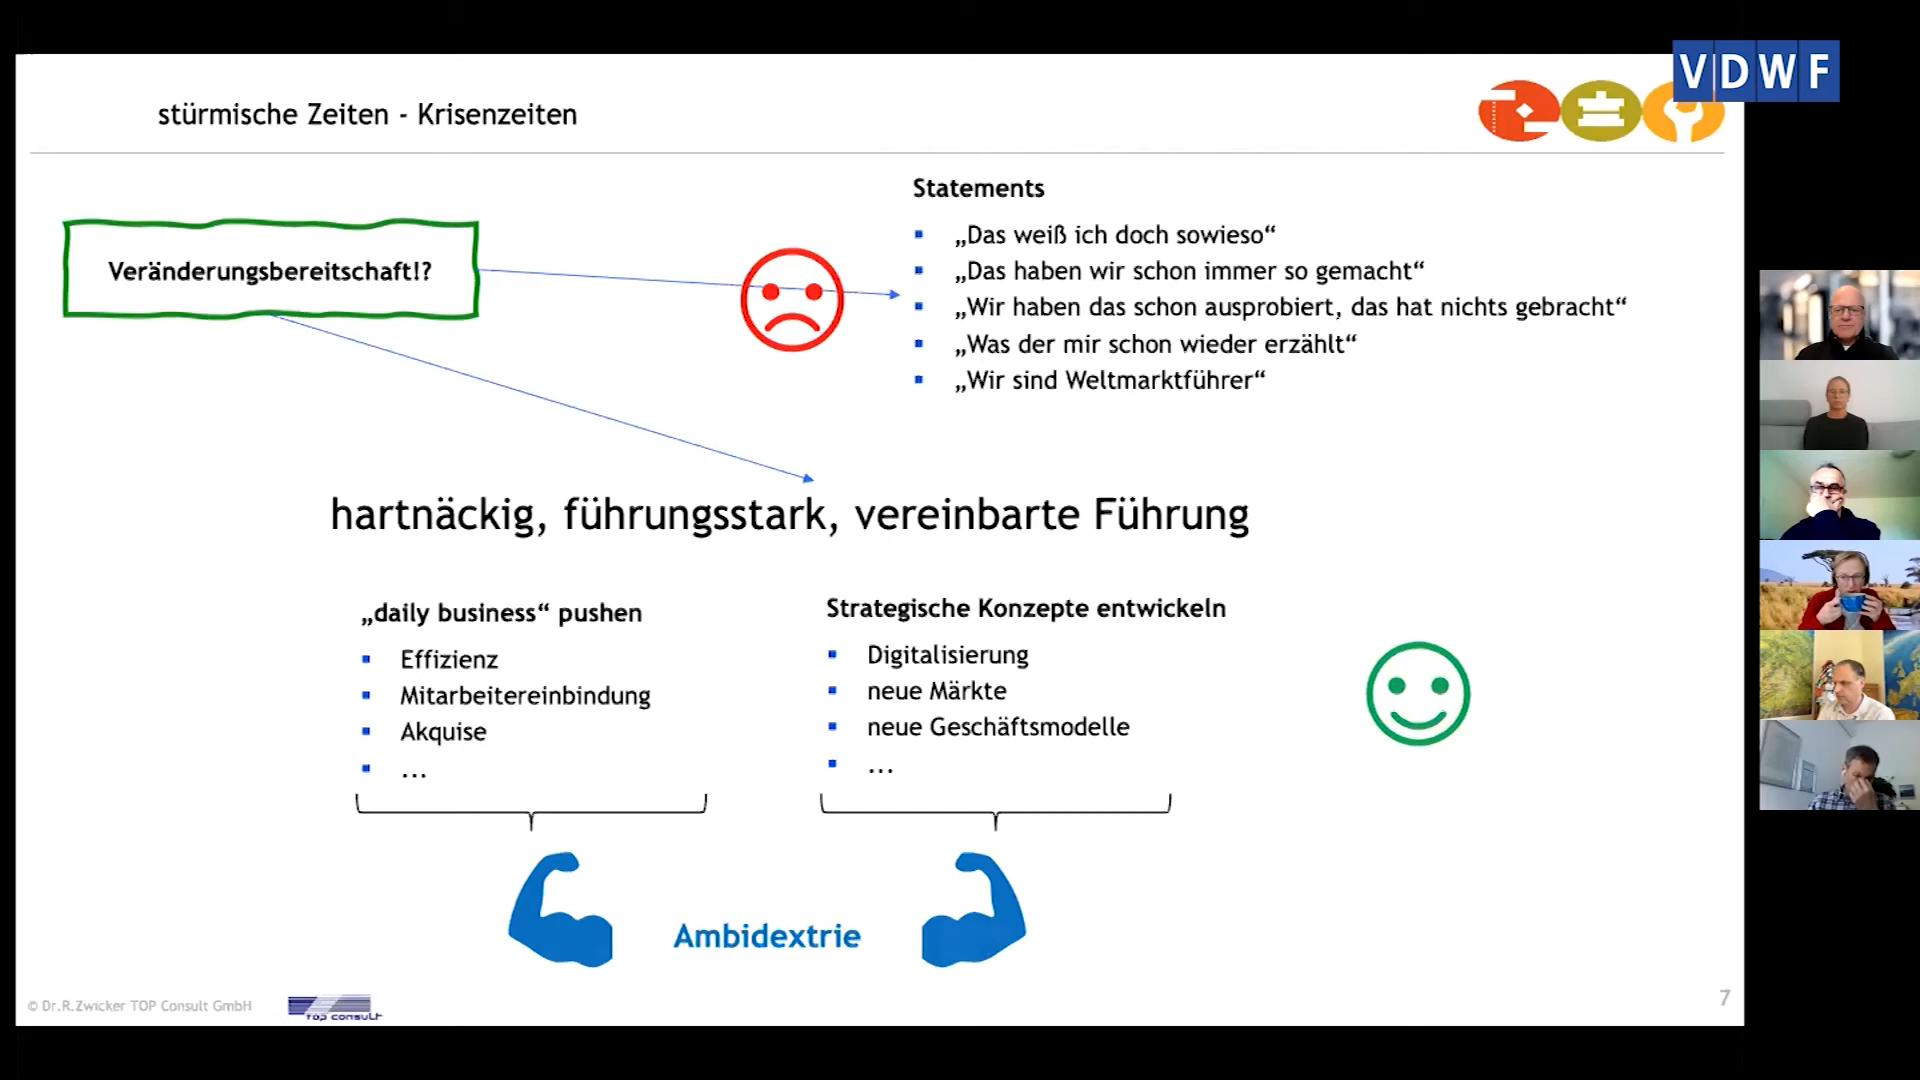 VDWF
stürmische Zeiten - Krisenzeiten
Statements
Veränderungsbereitschaft!?
„Das weiß ich doch sowieso“
„Das haben wir schon immer so gemacht“
„Wir haben das schon ausprobiert, das hat nichts gebracht“
„Was der mir schon wieder erzählt“
„Wir sind Weltmarktführer“
hartnäckig, führungsstark, vereinbarte Führung
„daily business“ pushen
Effizienz
Mitarbeitereinbindung
Akquise
...
Strategische Konzepte entwickeln
Digitalisierung
neue Märkte
neue Geschäftsmodelle
...
Ambidextrie
© Dr.R.Zwicker TOP Consult GmbH
TOP CONSULT
7